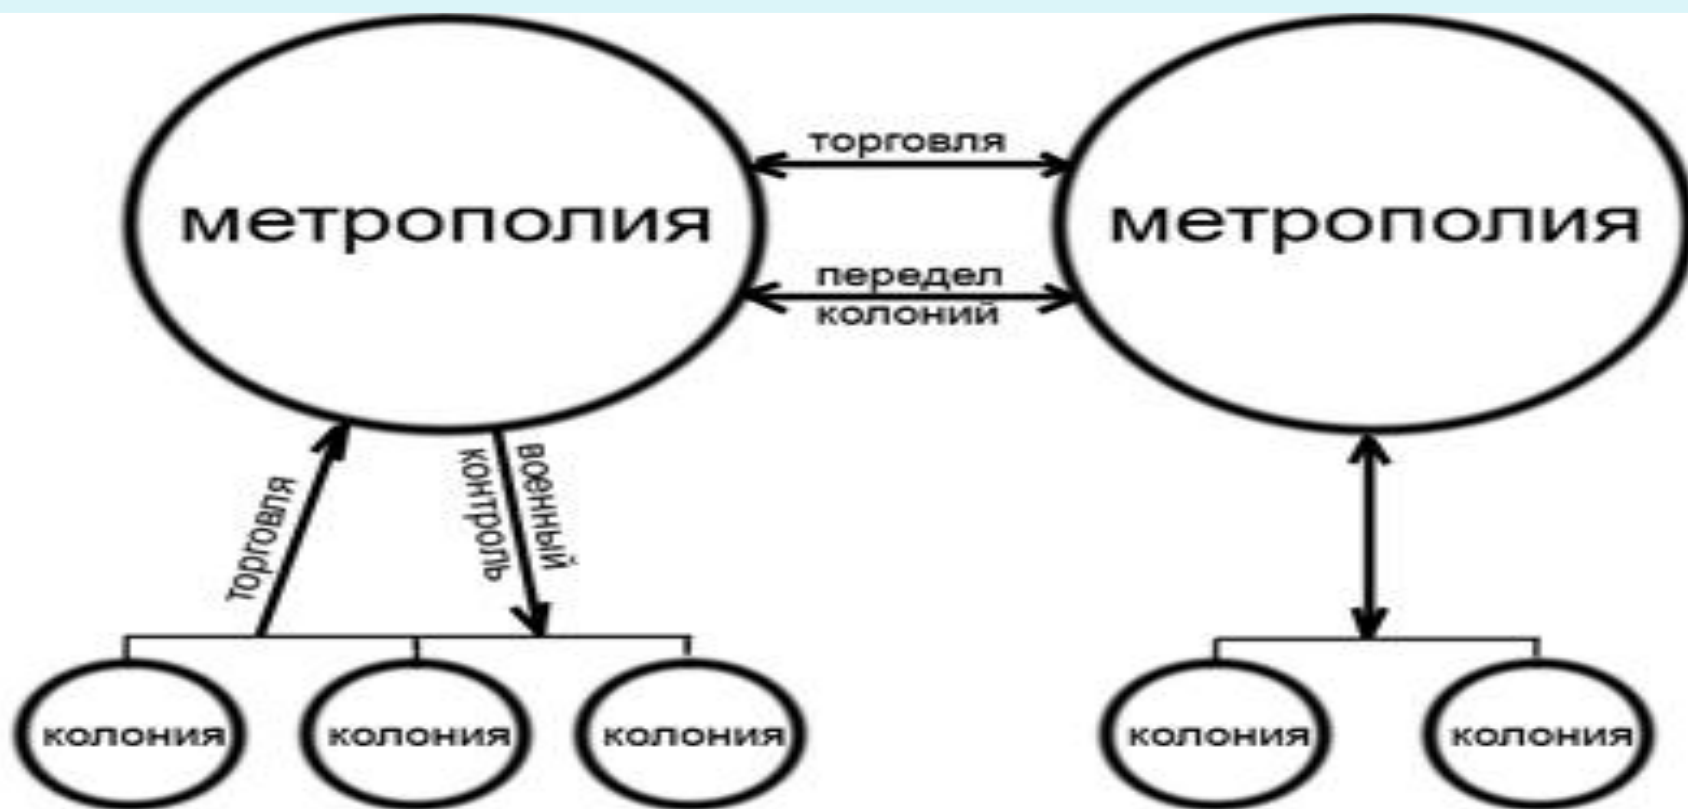 торговля
метрополия
метрополия
передел
колоний
торговля
военный
контроль
колония
колония
колония
колония
колония